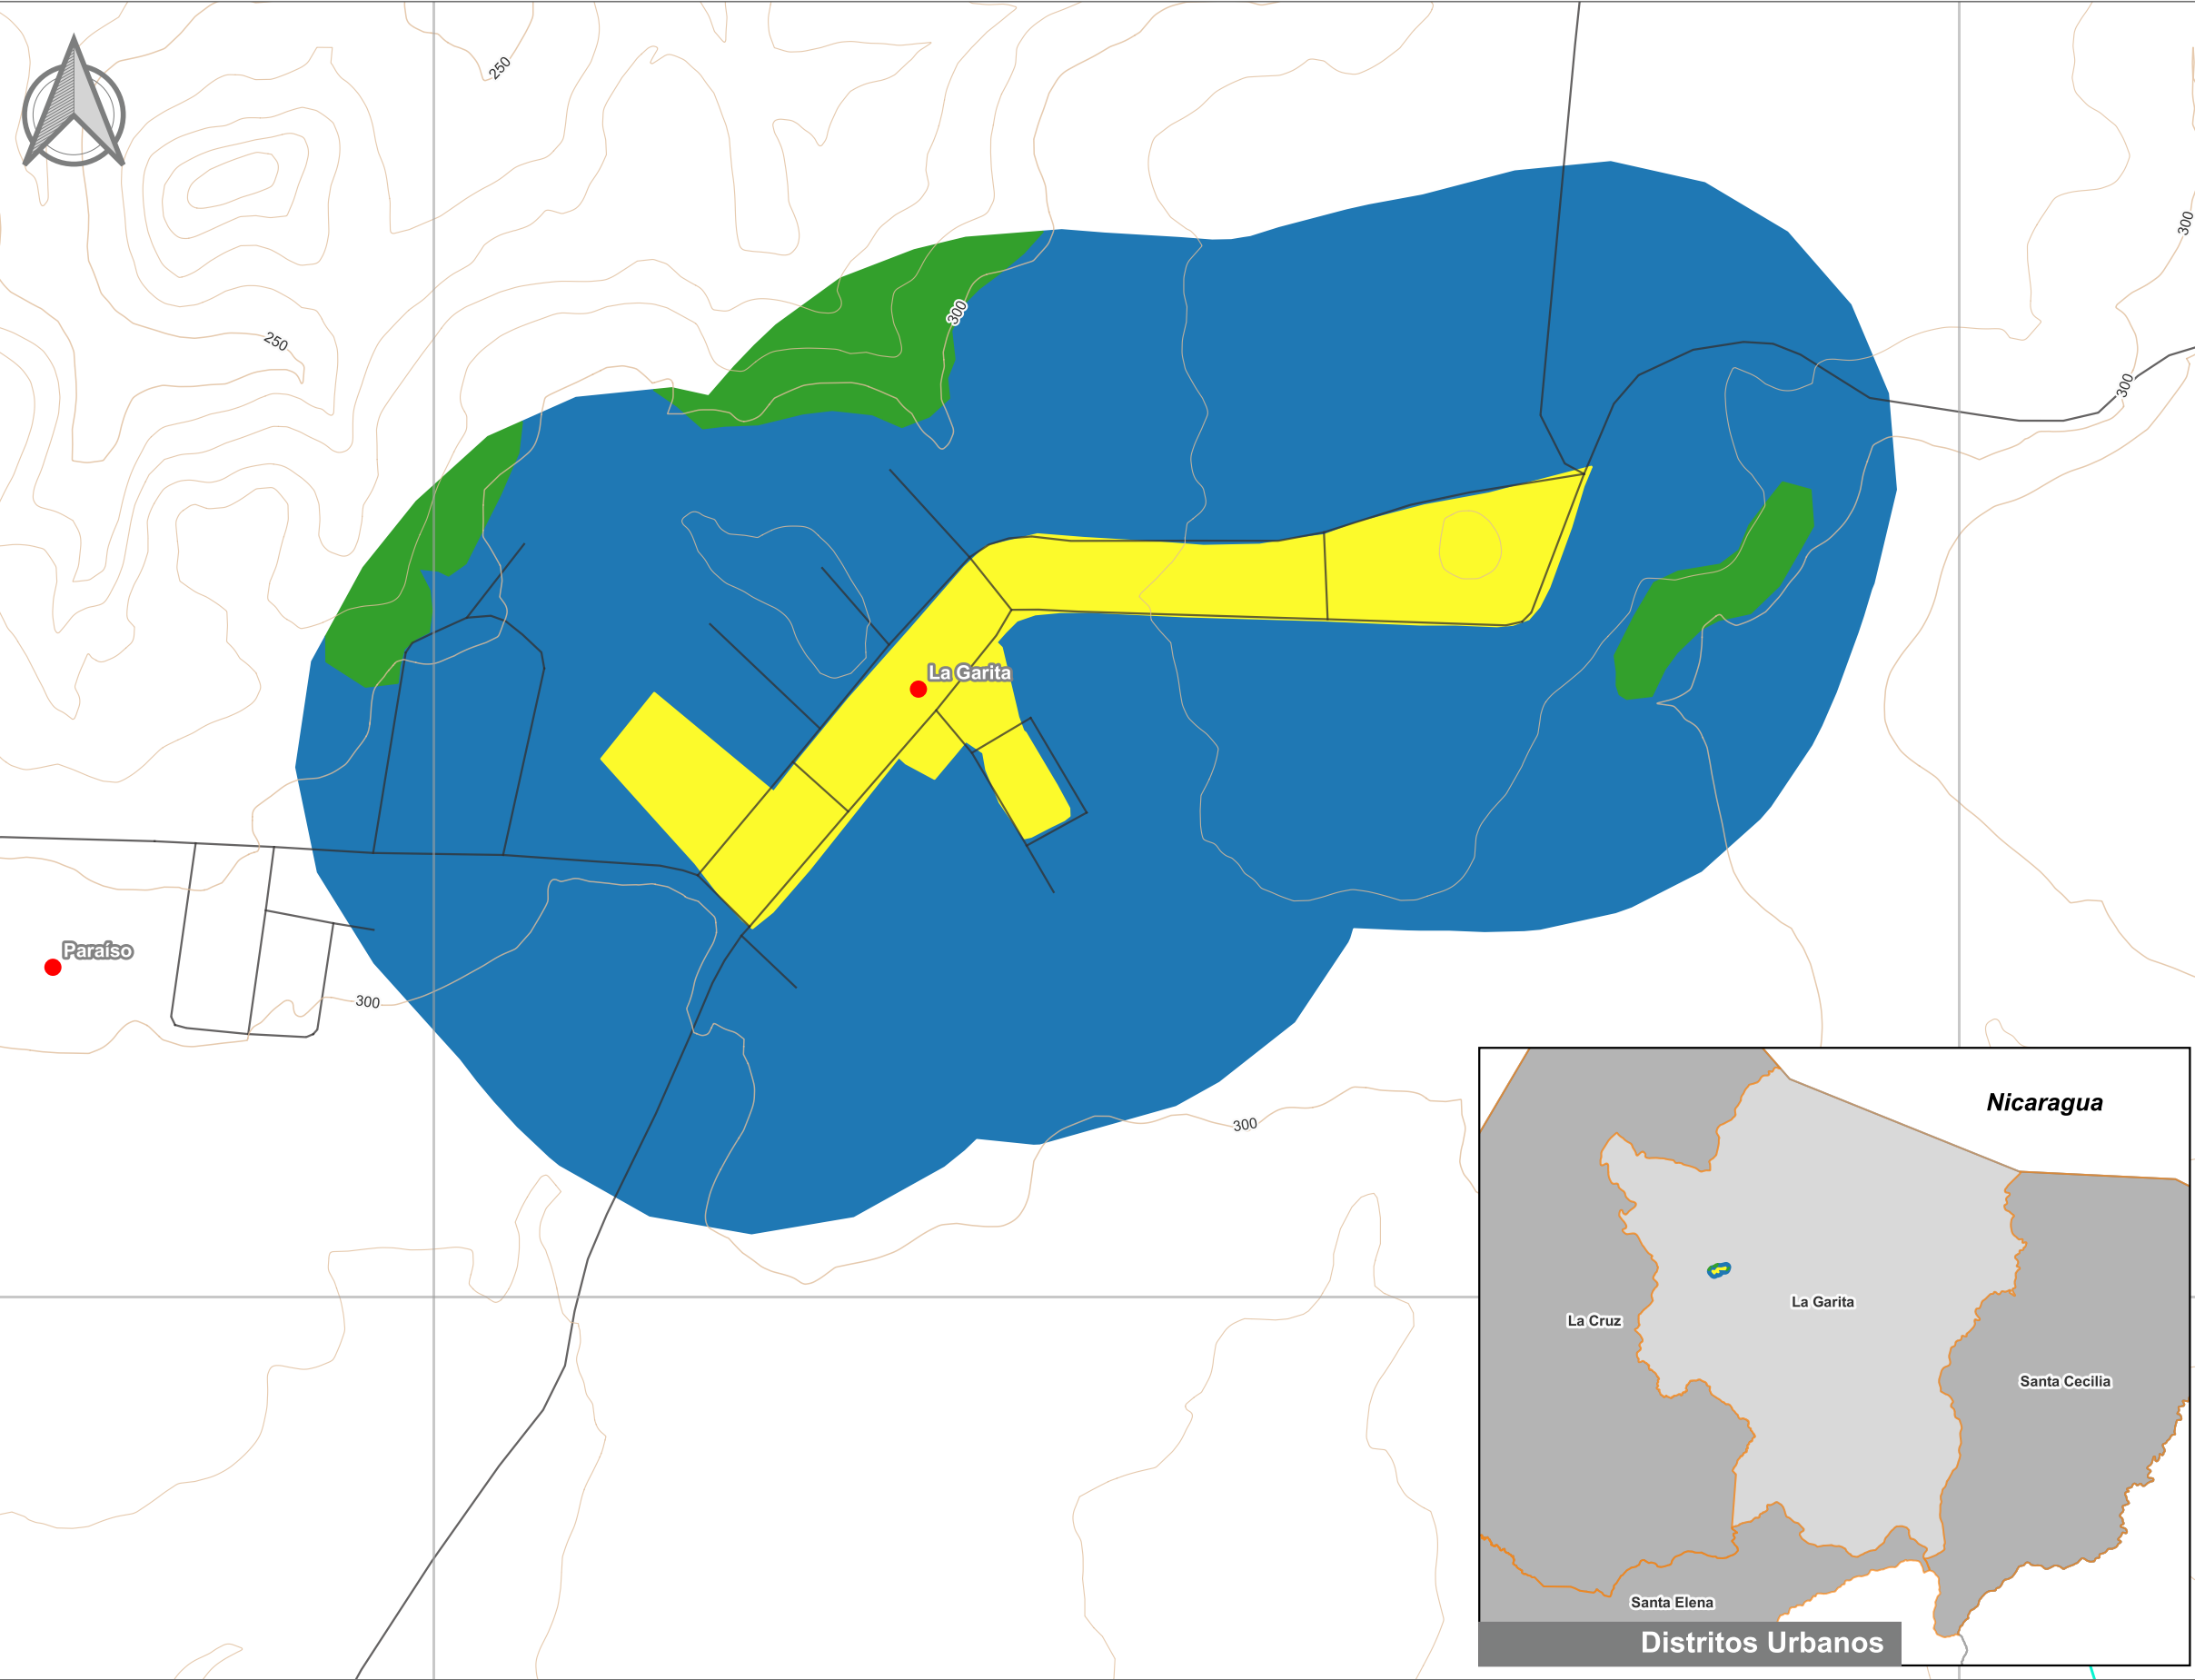 250
300
250
300
300
La Garita
Paraíso
300
300
Nicaragua
La Garita
La Cruz
Santa Cecilia
Santa Elena
Distritos Urbanos